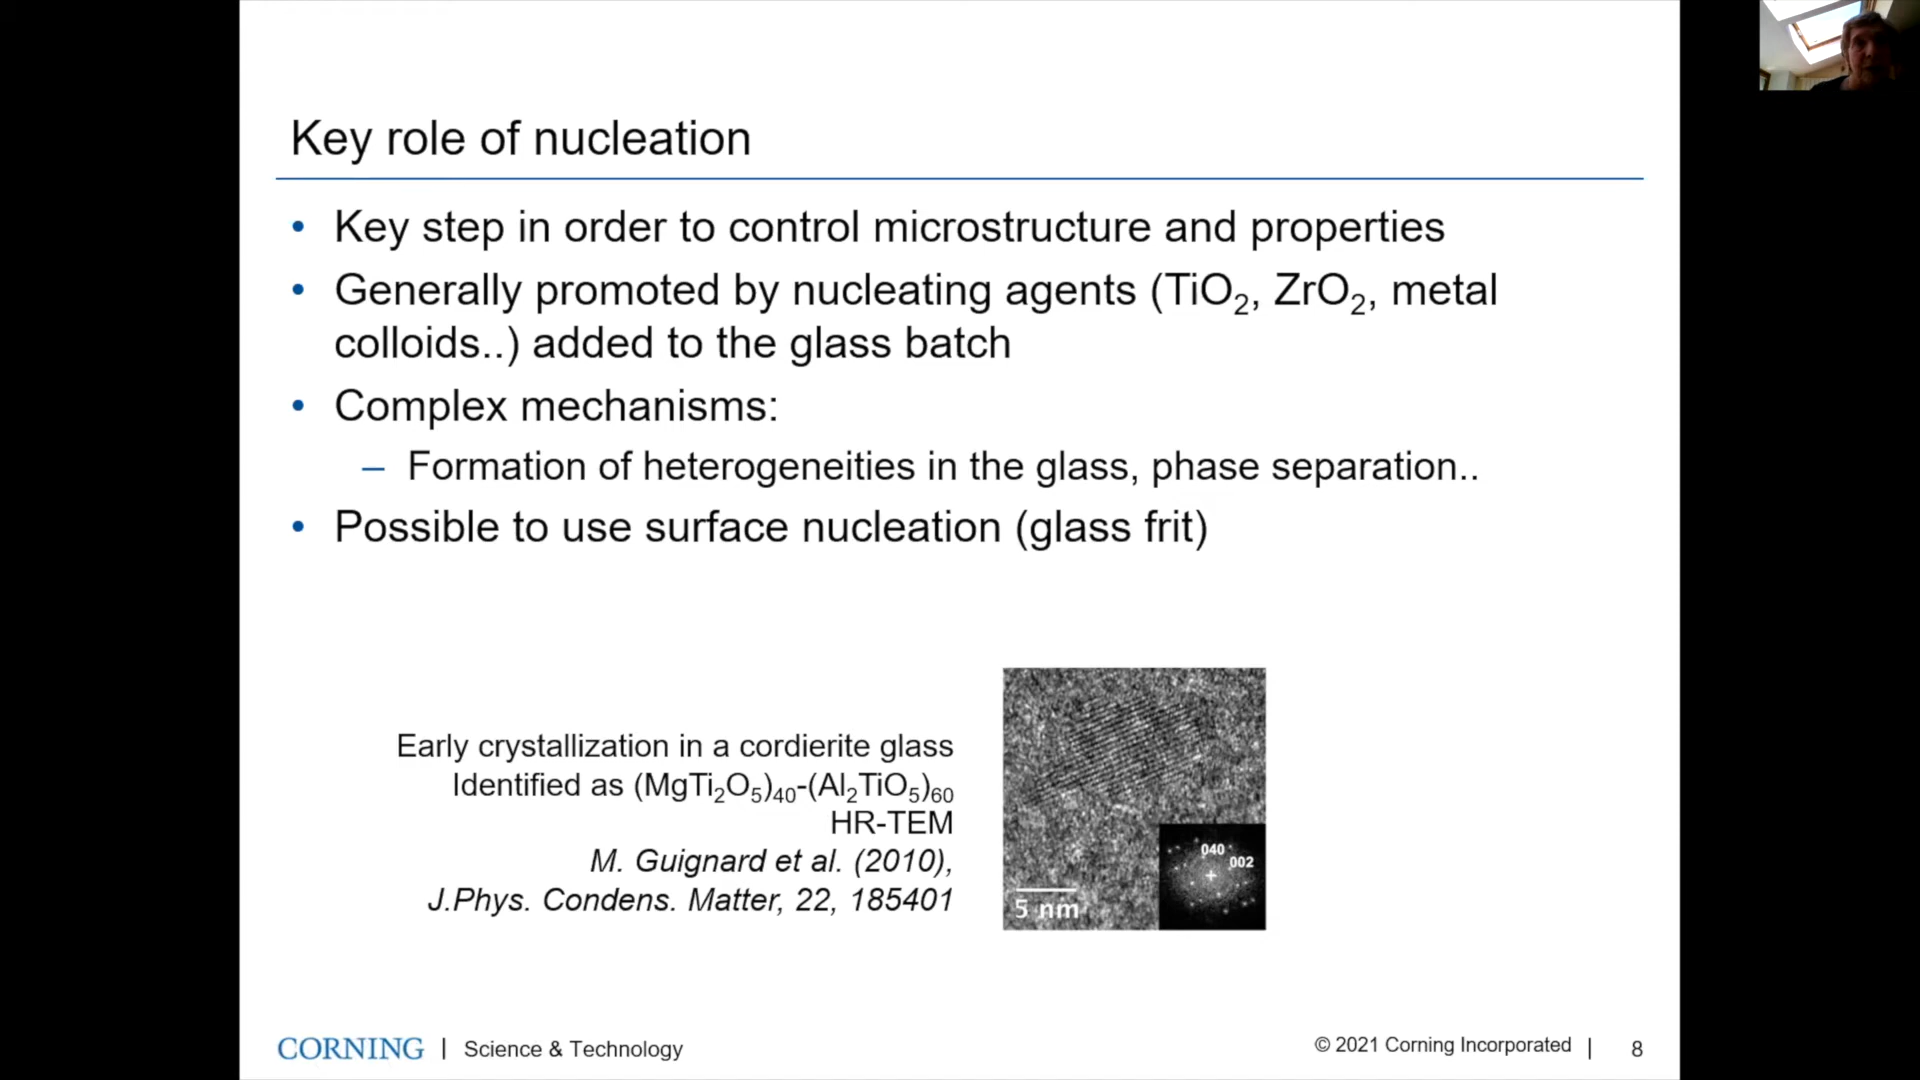 Key role of nucleation
• Key step in order to control microstructure and properties
• Generally promoted by nucleating agents (TiO₂, ZrO₂, metal
colloids..) added to the glass batch
• Complex mechanisms:
– Formation of heterogeneities in the glass, phase separation..
• Possible to use surface nucleation (glass frit)
Early crystallization in a cordierite glass
Identified as (MgTi₂O₅)₄₀-(Al₂TiO₅)₆₀
HR-TEM
M. Guignard et al. (2010),
J.Phys. Condens. Matter, 22, 185401
040
002
5 nm
CORNING | Science & Technology
© 2021 Corning Incorporated | 8